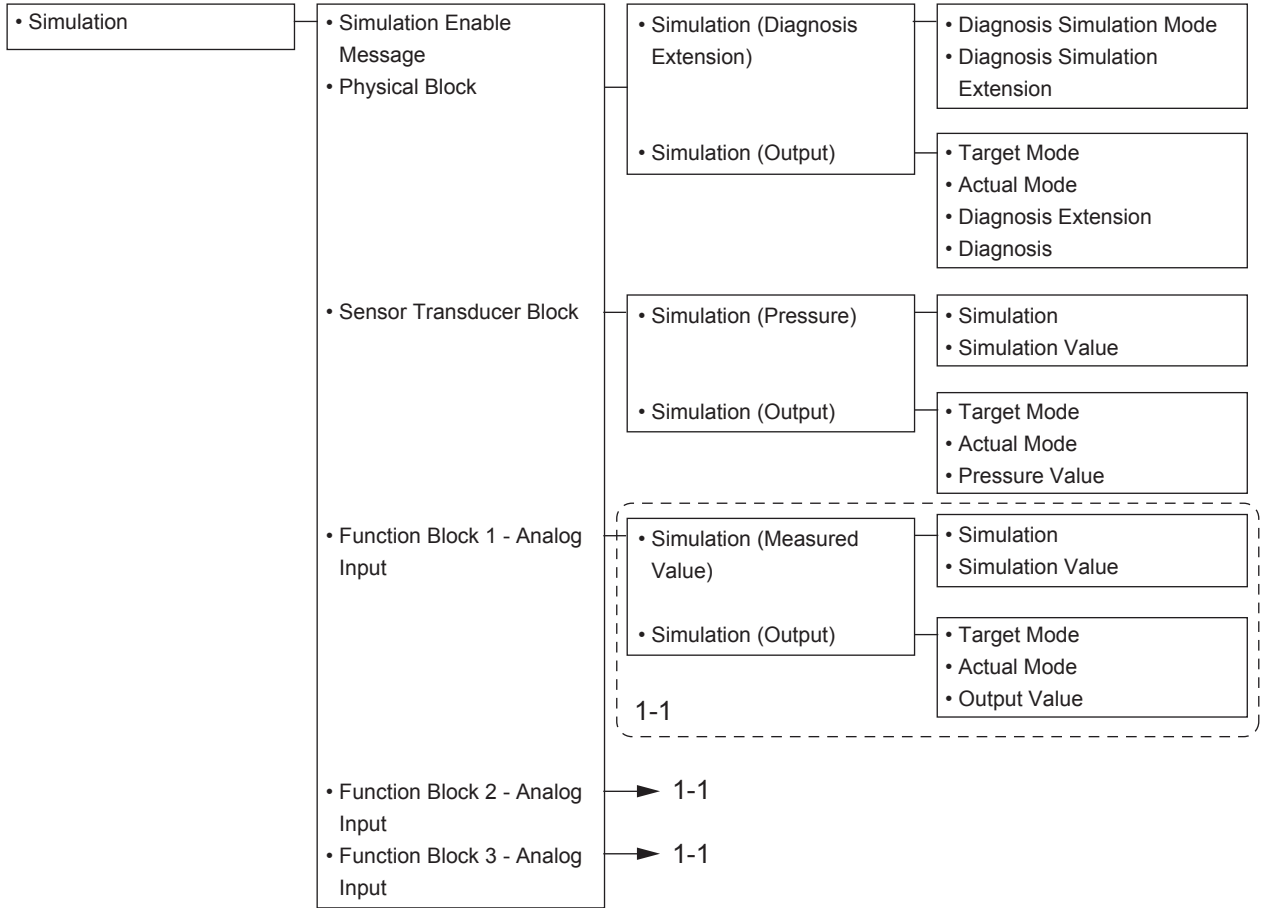 • Simulation
• Simulation Enable
Message
• Physical Block
• Simulation (Diagnosis
Extension)
• Diagnosis Simulation Mode
• Diagnosis Simulation
Extension
• Simulation (Output)
• Target Mode
• Actual Mode
• Diagnosis Extension
• Diagnosis
• Sensor Transducer Block
• Simulation (Pressure)
• Simulation
• Simulation Value
• Simulation (Output)
• Target Mode
• Actual Mode
• Pressure Value
• Function Block 1 - Analog
Input
• Simulation (Measured
Value)
• Simulation
• Simulation Value
• Simulation (Output)
• Target Mode
• Actual Mode
• Output Value
1-1
• Function Block 2 - Analog
Input
1-1
• Function Block 3 - Analog
Input
1-1